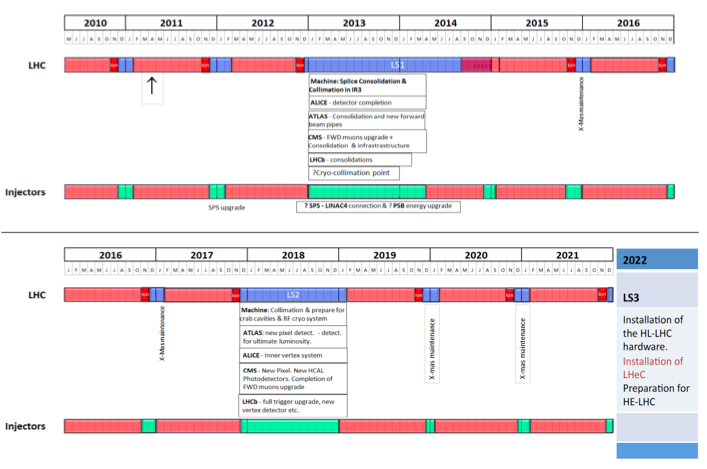 2010 2011 2012 2013 2014 2015 2016
M J J A S O N D J F M A M J J A S O N D J F M A M J J A S O N D J F M A M J J A S O N D J F M A M J J A S O N D J F M A M J J A S O N D J F M A M J J A S O N D
LHC
Ion Ion Ion LS1 Ion Ion
Machine: Splice Consolidation &
Collimation in IR3
ALICE - detector completion
ATLAS - Consolidation and new forward
beam pipes
CMS - FWD muons upgrade +
Consolidation & infrastrastructure
LHCb - consolidations
?Cryo-collimation point
X-Mas maintenance
Injectors
SPS upgrade
? SPS - LINAC4 connection & ? PSB energy upgrade
2016 2017 2018 2019 2020 2021
J F M A M J J A S O N D J F M A M J J A S O N D J F M A M J J A S O N D J F M A M J J A S O N D J F M A M J J A S O N D J F M A M J J A S O N D
2022
LHC
Ion Ion LS2 Ion Ion Ion
LS3
X-Mas maintenance
Machine: Collimation & prepare for
crab cavities & RF cryo system
ATLAS: new pixel detect. - detect.
for ultimate luminosity.
ALICE - Inner vertex system
CMS - New Pixel. New HCAL
Photodetectors. Completion of
FWD muons upgrade
LHCb - full trigger upgrade, new
vertex detector etc.
X-mas maintenance
X-mas maintenance
Installation of
the HL-LHC
hardware.
Installation of
LHeC
Preparation for
HE-LHC
Injectors